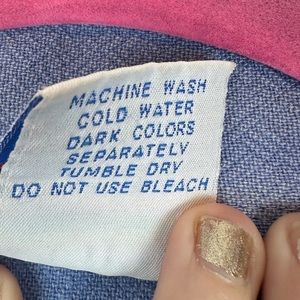 MACHINE WASH
COLD WATER
DARK COLORS
SEPARATELY
TUMBLE DRY
DO NOT USE BLEACH